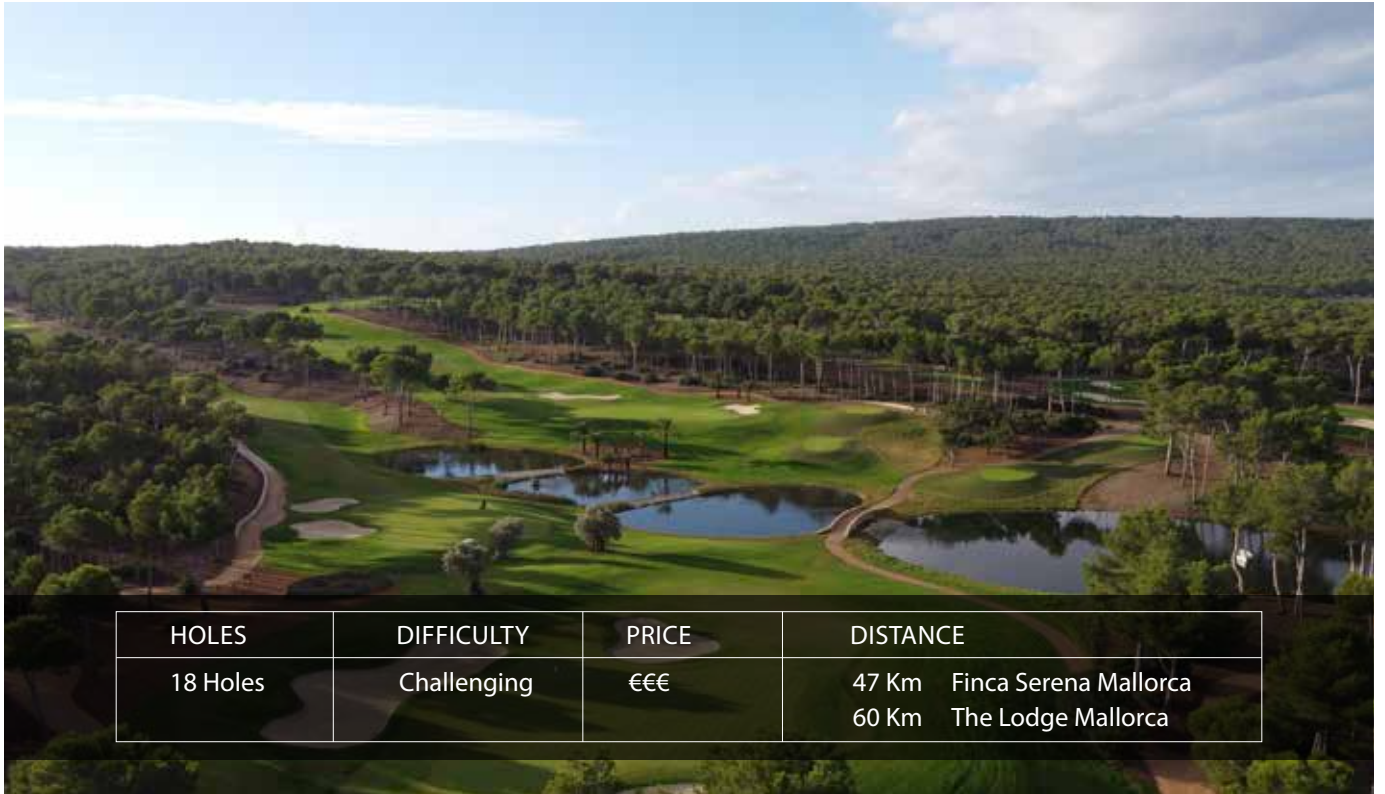 HOLES DIFFICULTY PRICE DISTANCE
18 Holes Challenging €€€ 47 Km Finca Serena Mallorca
60 Km The Lodge Mallorca